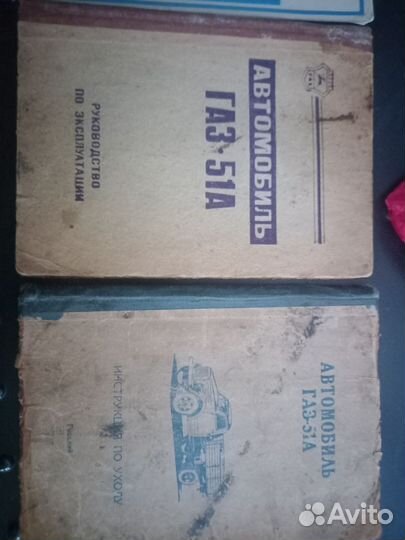 АВТОМОБИЛЬ
ГАЗ-51А
РУКОВОДСТВО
ПО ЭКСПЛУАТАЦИИ
АВТОМОБИЛЬ
ГАЗ-51А
ИНСТРУКЦИЯ ПО УХОДУ
Avito